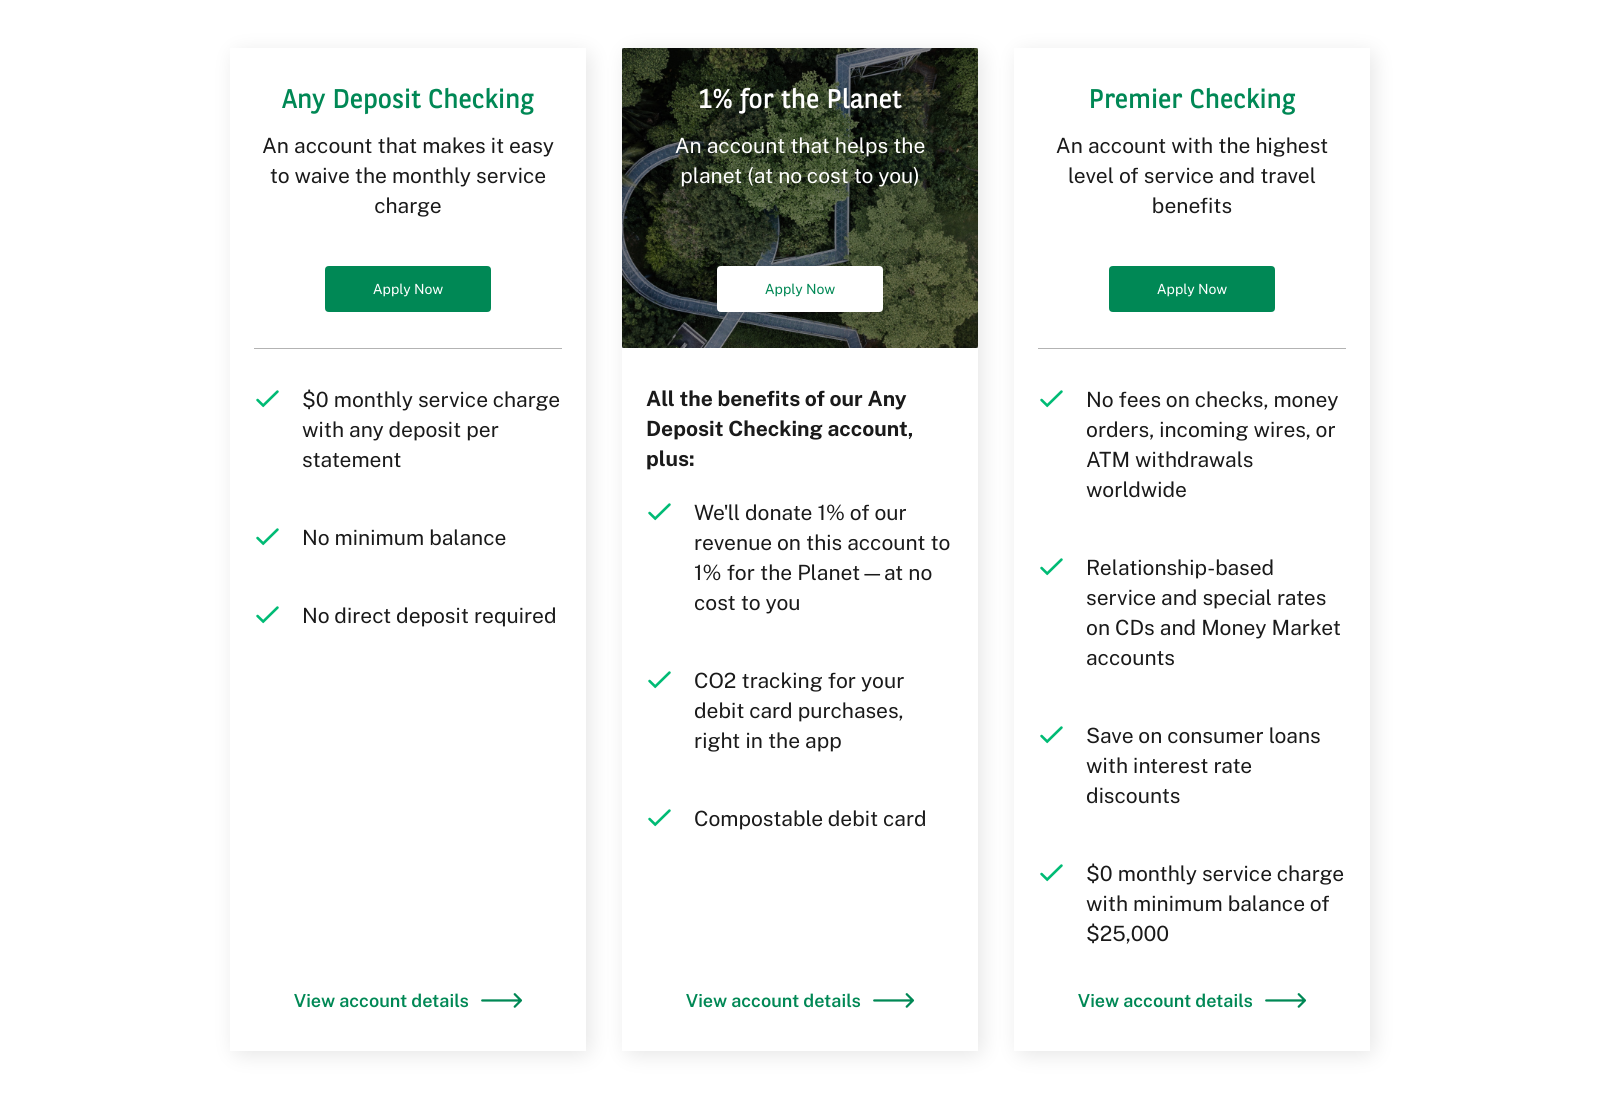 Any Deposit Checking
An account that makes it easy
to waive the monthly service
charge
Apply Now
$0 monthly service charge
with any deposit per
statement
No minimum balance
No direct deposit required
View account details
1% for the Planet
An account that helps the
planet (at no cost to you)
Apply Now
All the benefits of our Any
Deposit Checking account,
plus:
We'll donate 1% of our
revenue on this account to
1% for the Planet—at no
cost to you
CO2 tracking for your
debit card purchases,
right in the app
Compostable debit card
View account details
Premier Checking
An account with the highest
level of service and travel
benefits
Apply Now
No fees on checks, money
orders, incoming wires, or
ATM withdrawals
worldwide
Relationship-based
service and special rates
on CDs and Money Market
accounts
Save on consumer loans
with interest rate
discounts
$0 monthly service charge
with minimum balance of
$25,000
View account details